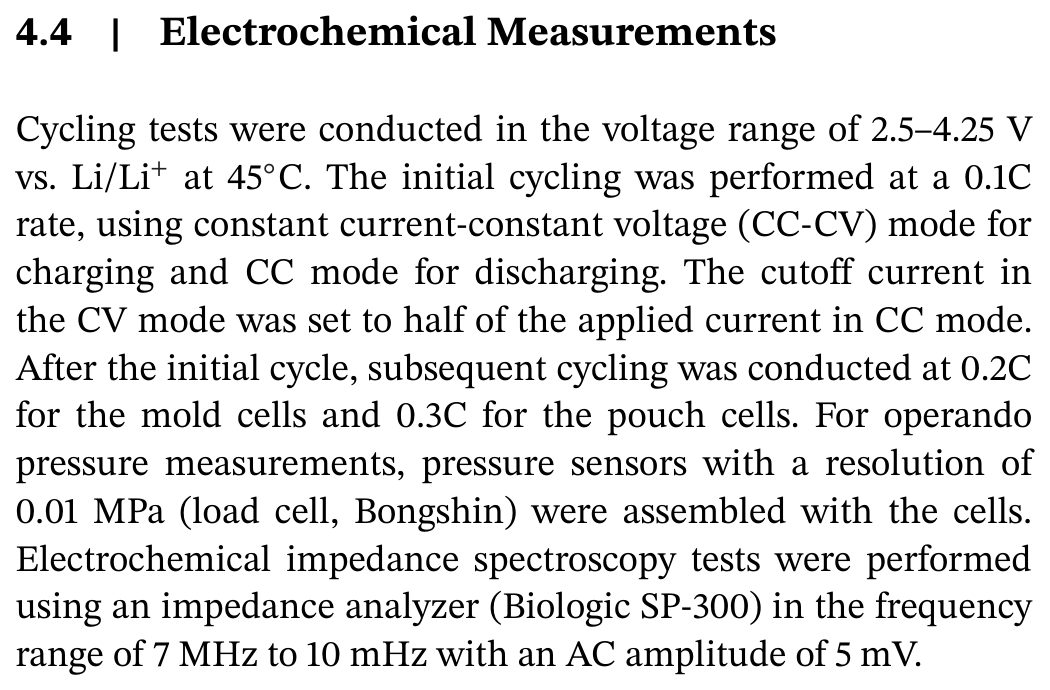 4.4 | Electrochemical Measurements
Cycling tests were conducted in the voltage range of 2.5–4.25 V
vs. Li/Li⁺ at 45°C. The initial cycling was performed at a 0.1C
rate, using constant current-constant voltage (CC-CV) mode for
charging and CC mode for discharging. The cutoff current in
the CV mode was set to half of the applied current in CC mode.
After the initial cycle, subsequent cycling was conducted at 0.2C
for the mold cells and 0.3C for the pouch cells. For operando
pressure measurements, pressure sensors with a resolution of
0.01 MPa (load cell, Bongshin) were assembled with the cells.
Electrochemical impedance spectroscopy tests were performed
using an impedance analyzer (Biologic SP-300) in the frequency
range of 7 MHz to 10 mHz with an AC amplitude of 5 mV.